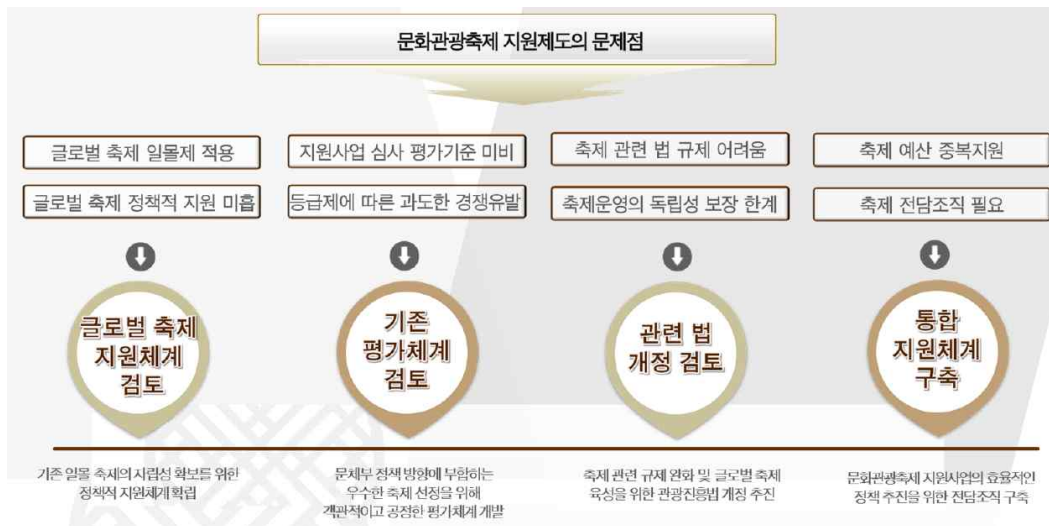 문화관광축제 지원제도의 문제점
글로벌 축제 일몰제 적용
지원사업 심사 평가기준 미비
축제 관련 법 규제 어려움
축제 예산 중복지원
글로벌 축제 정책적 지원 미흡
등급제에 따른 과도한 경쟁유발
축제운영의 독립성 보장 한계
축제 전담조직 필요
글로벌 축제
지원체계
검토
기존
평가체계
검토
관련 법
개정 검토
통합
지원체계
구축
기존 일몰 축제의 자립성 확보를 위한
정책적 지원체계 확립
문체부 정책 방향에 부합하는
우수한 축제 선정을 위해
객관적이고 공정한 평가체계 개발
축제 관련 규제 완화 및 글로벌 축제
육성을 위한 관광진흥법 개정 추진
문화관광축제 지원사업의 효율적인
정책 추진을 위한 전담조직 구축